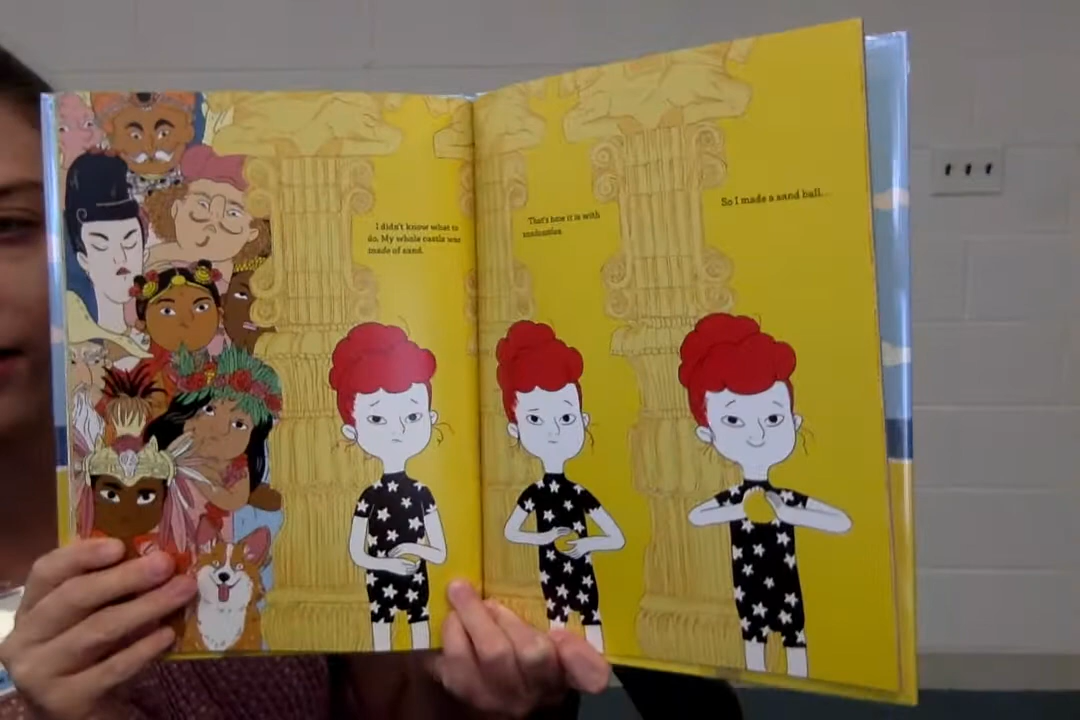 I didn't know what to
do. My whole castle was
made of sand.
That's how it is with
sandcastles.
So I made a sand ball...